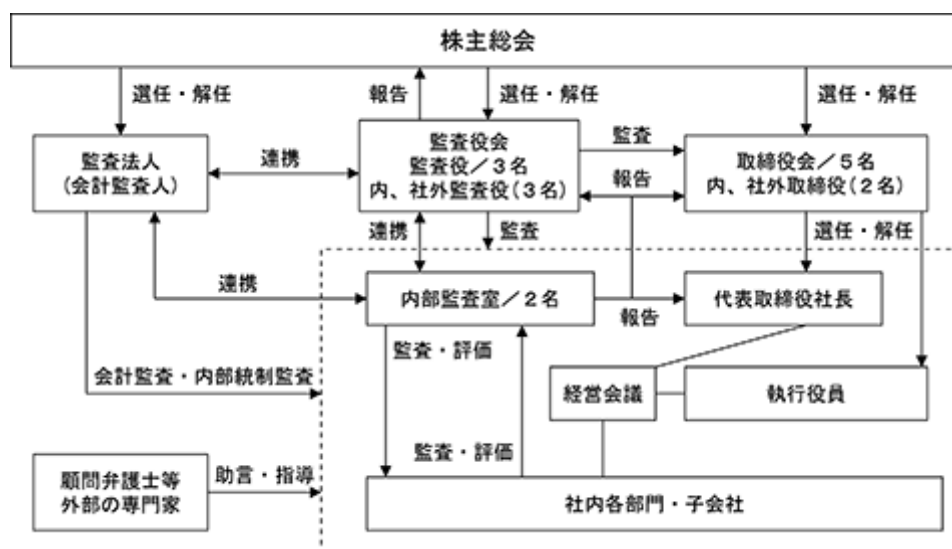 株主総会
選任・解任
報告
選任・解任
選任・解任
監査法人
(会計監査人)
連携
監査役会
監査役／3名
内、社外監査役(3名)
監査
報告
取締役会／5名
内、社外取締役(2名)
連携
監査
選任・解任
連携
内部監査室／2名
報告
代表取締役社長
監査・評価
会計監査・内部統制監査
経営会議
執行役員
監査・評価
顧問弁護士等
外部の専門家
助言・指導
社内各部門・子会社